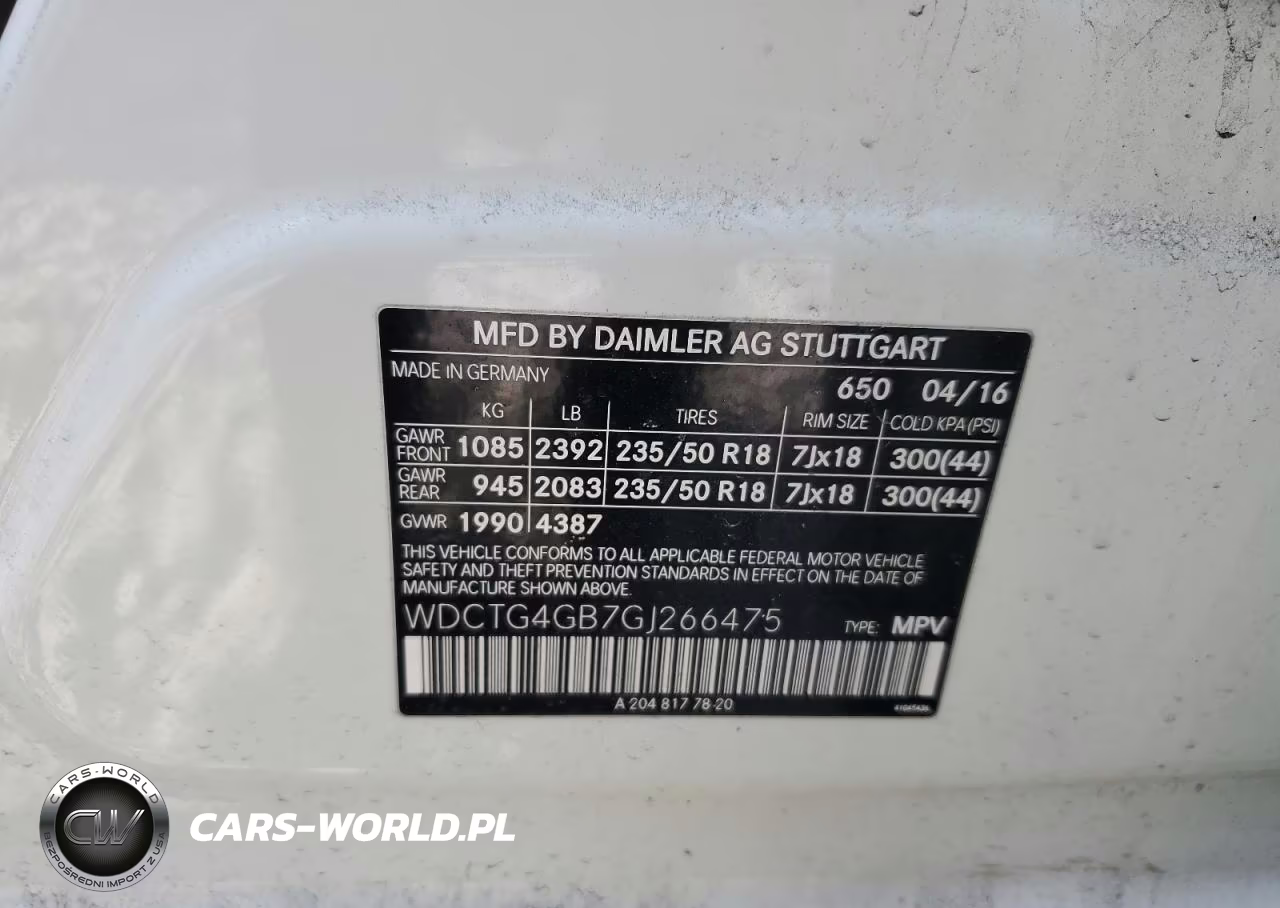 MFD BY DAIMLER AG STUTTGART
MADE IN GERMANY 650 04/16
KG LB TIRES RIM SIZE COLD KPA (PSI)
GAWR FRONT 1085 2392 235/50 R18 7Jx18 300(44)
GAWR REAR 945 2083 235/50 R18 7Jx18 300(44)
GVWR 1990 4387
THIS VEHICLE CONFORMS TO ALL APPLICABLE FEDERAL MOTOR VEHICLE
SAFETY AND THEFT PREVENTION STANDARDS IN EFFECT ON THE DATE OF
MANUFACTURE SHOWN ABOVE.
WDCTG4GB7GJ266475 TYPE: MPV
A 204 817 78 20
CARS-WORLD
CW
BEZPOŚREDNI IMPORT Z USA
CARS-WORLD.PL